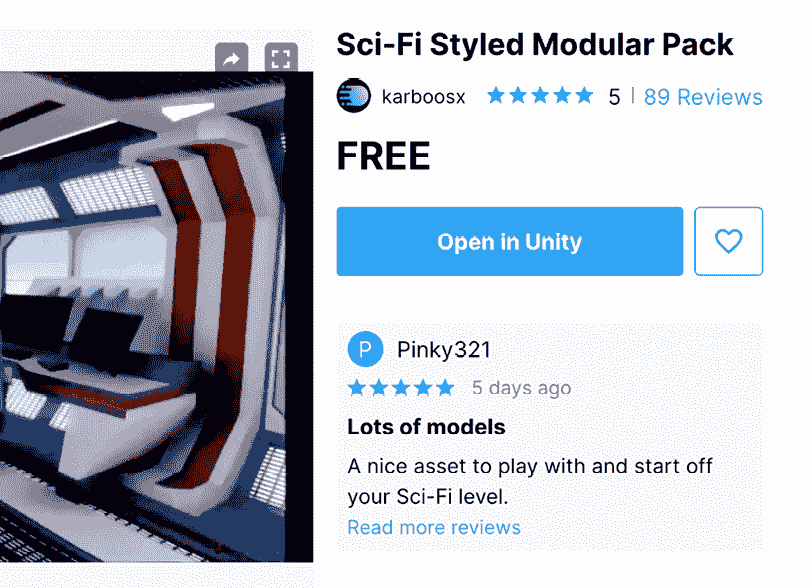 Sci-Fi Styled Modular Pack
karboosx 5 | 89 Reviews
FREE
Open in Unity
P Pinky321
5 days ago
Lots of models
A nice asset to play with and start off
your Sci-Fi level.
Read more reviews